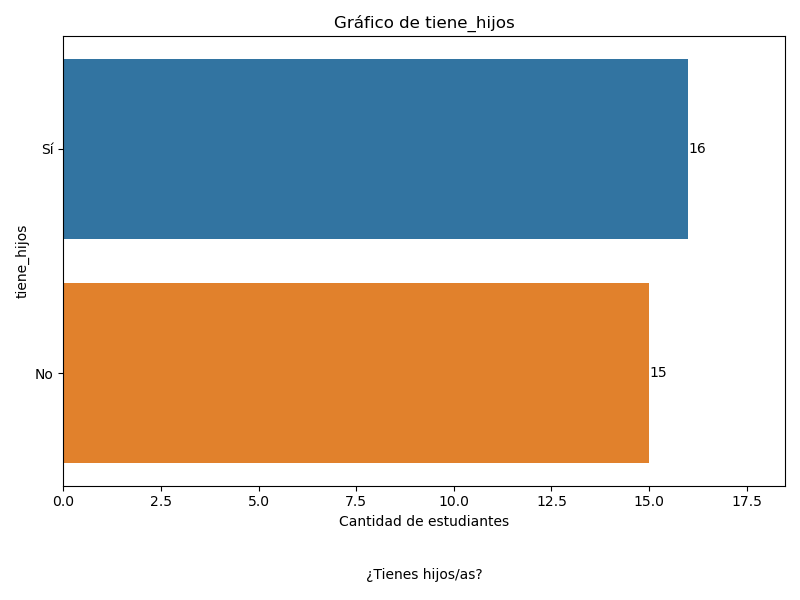 Gráfico de tiene_hijos
tiene_hijos
Sí
16
No
15
0.0 2.5 5.0 7.5 10.0 12.5 15.0 17.5
Cantidad de estudiantes
¿Tienes hijos/as?